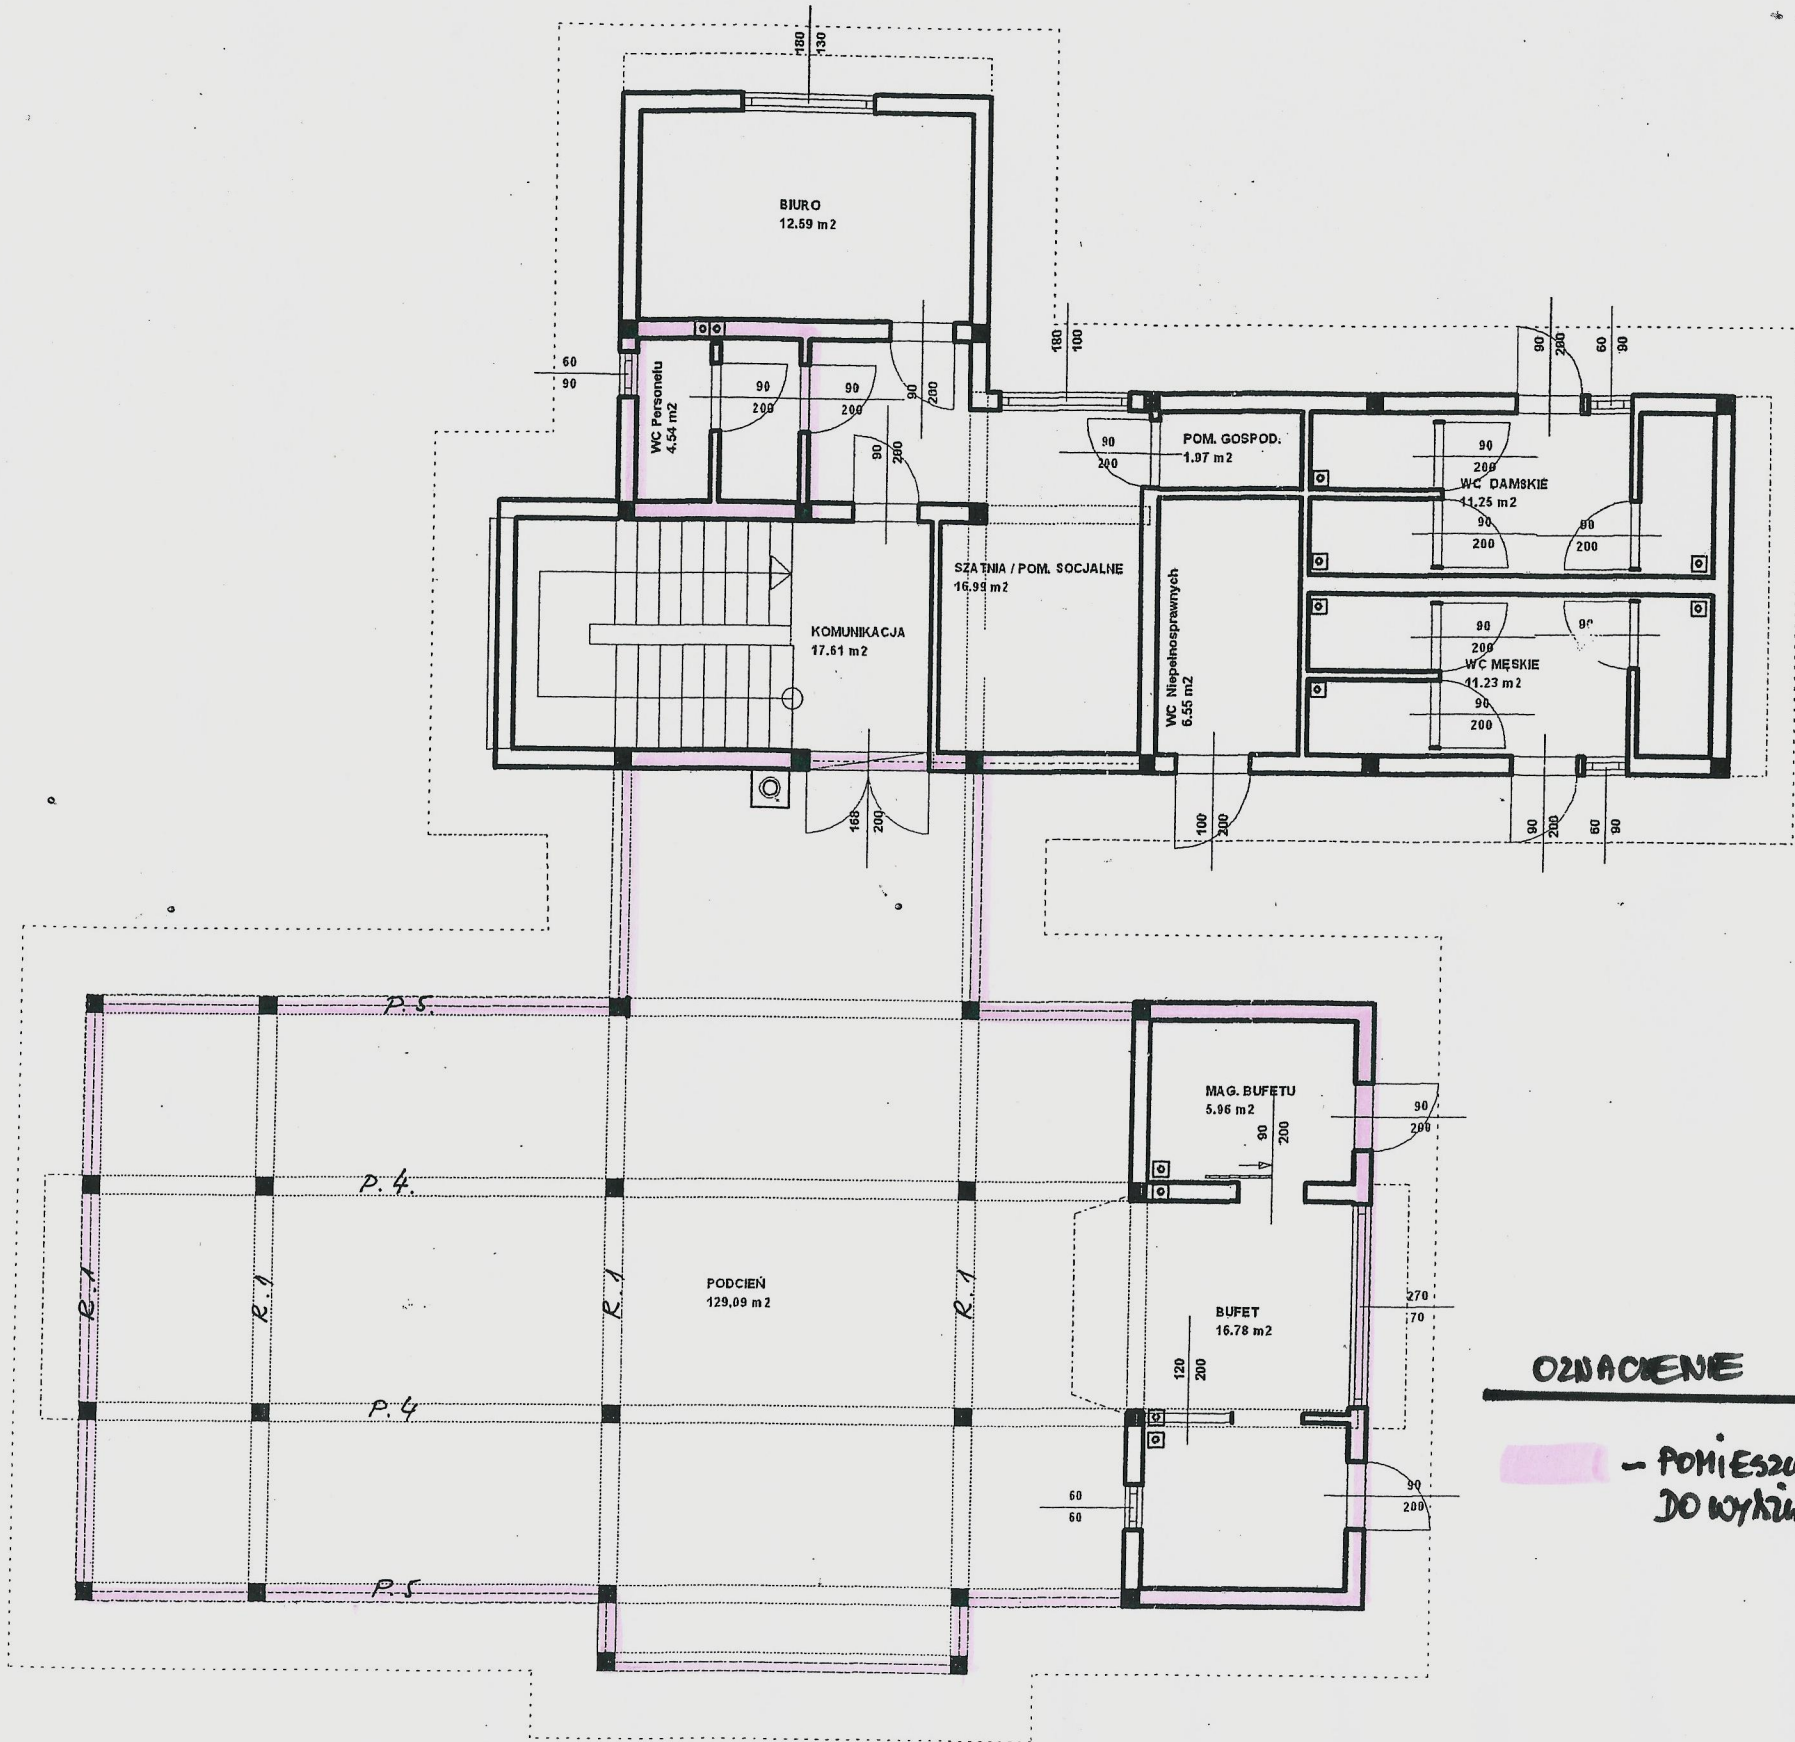 180
130
BIURO
12.59 m2
60
90
WC Personelu
4.54 m2
90
200
90
200
90
200
90
200
180
100
90
200
60
90
90
200
POM. GOSPOD.
1.97 m2
90
200
WC DAMSKIE
11.25 m2
90
200
90
200
SZATNIA / POM. SOCJALNE
16.99 m2
KOMUNIKACJA
17.61 m2
WC Niepełnosprawnych
6.55 m2
90
200
90
WC MĘSKIE
11.23 m2
90
200
168
200
100
200
90
200
60
90
P.5.
MAG. BUFETU
5.96 m2
90
200
90
200
P.4.
R.1
R.1
R.1
R.1
PODCIEŃ
129,09 m2
BUFET
16.78 m2
270
70
120
200
P.4
60
60
90
200
P.5